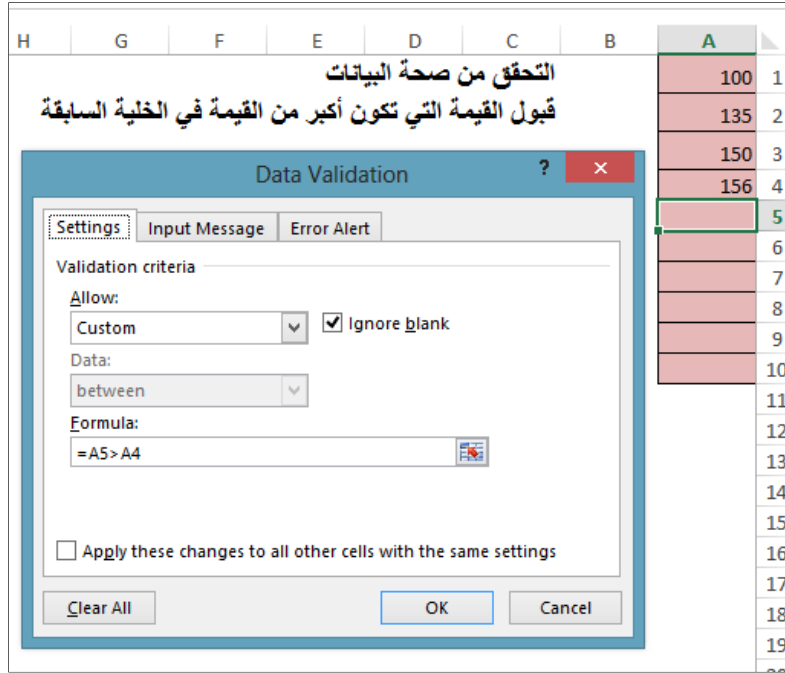 H G F E D C B A
التحقق من صحة البيانات
قبول القيمة التي تكون أكبر من القيمة في الخلية السابقة
100 1
135 2
150 3
156 4
5
6
7
8
9
10
11
12
13
14
15
16
17
18
19
Data Validation ? ×
Settings Input Message Error Alert
Validation criteria
Allow:
Custom Ignore blank
Data:
between
Formula:
=A5>A4
Apply these changes to all other cells with the same settings
Clear All OK Cancel